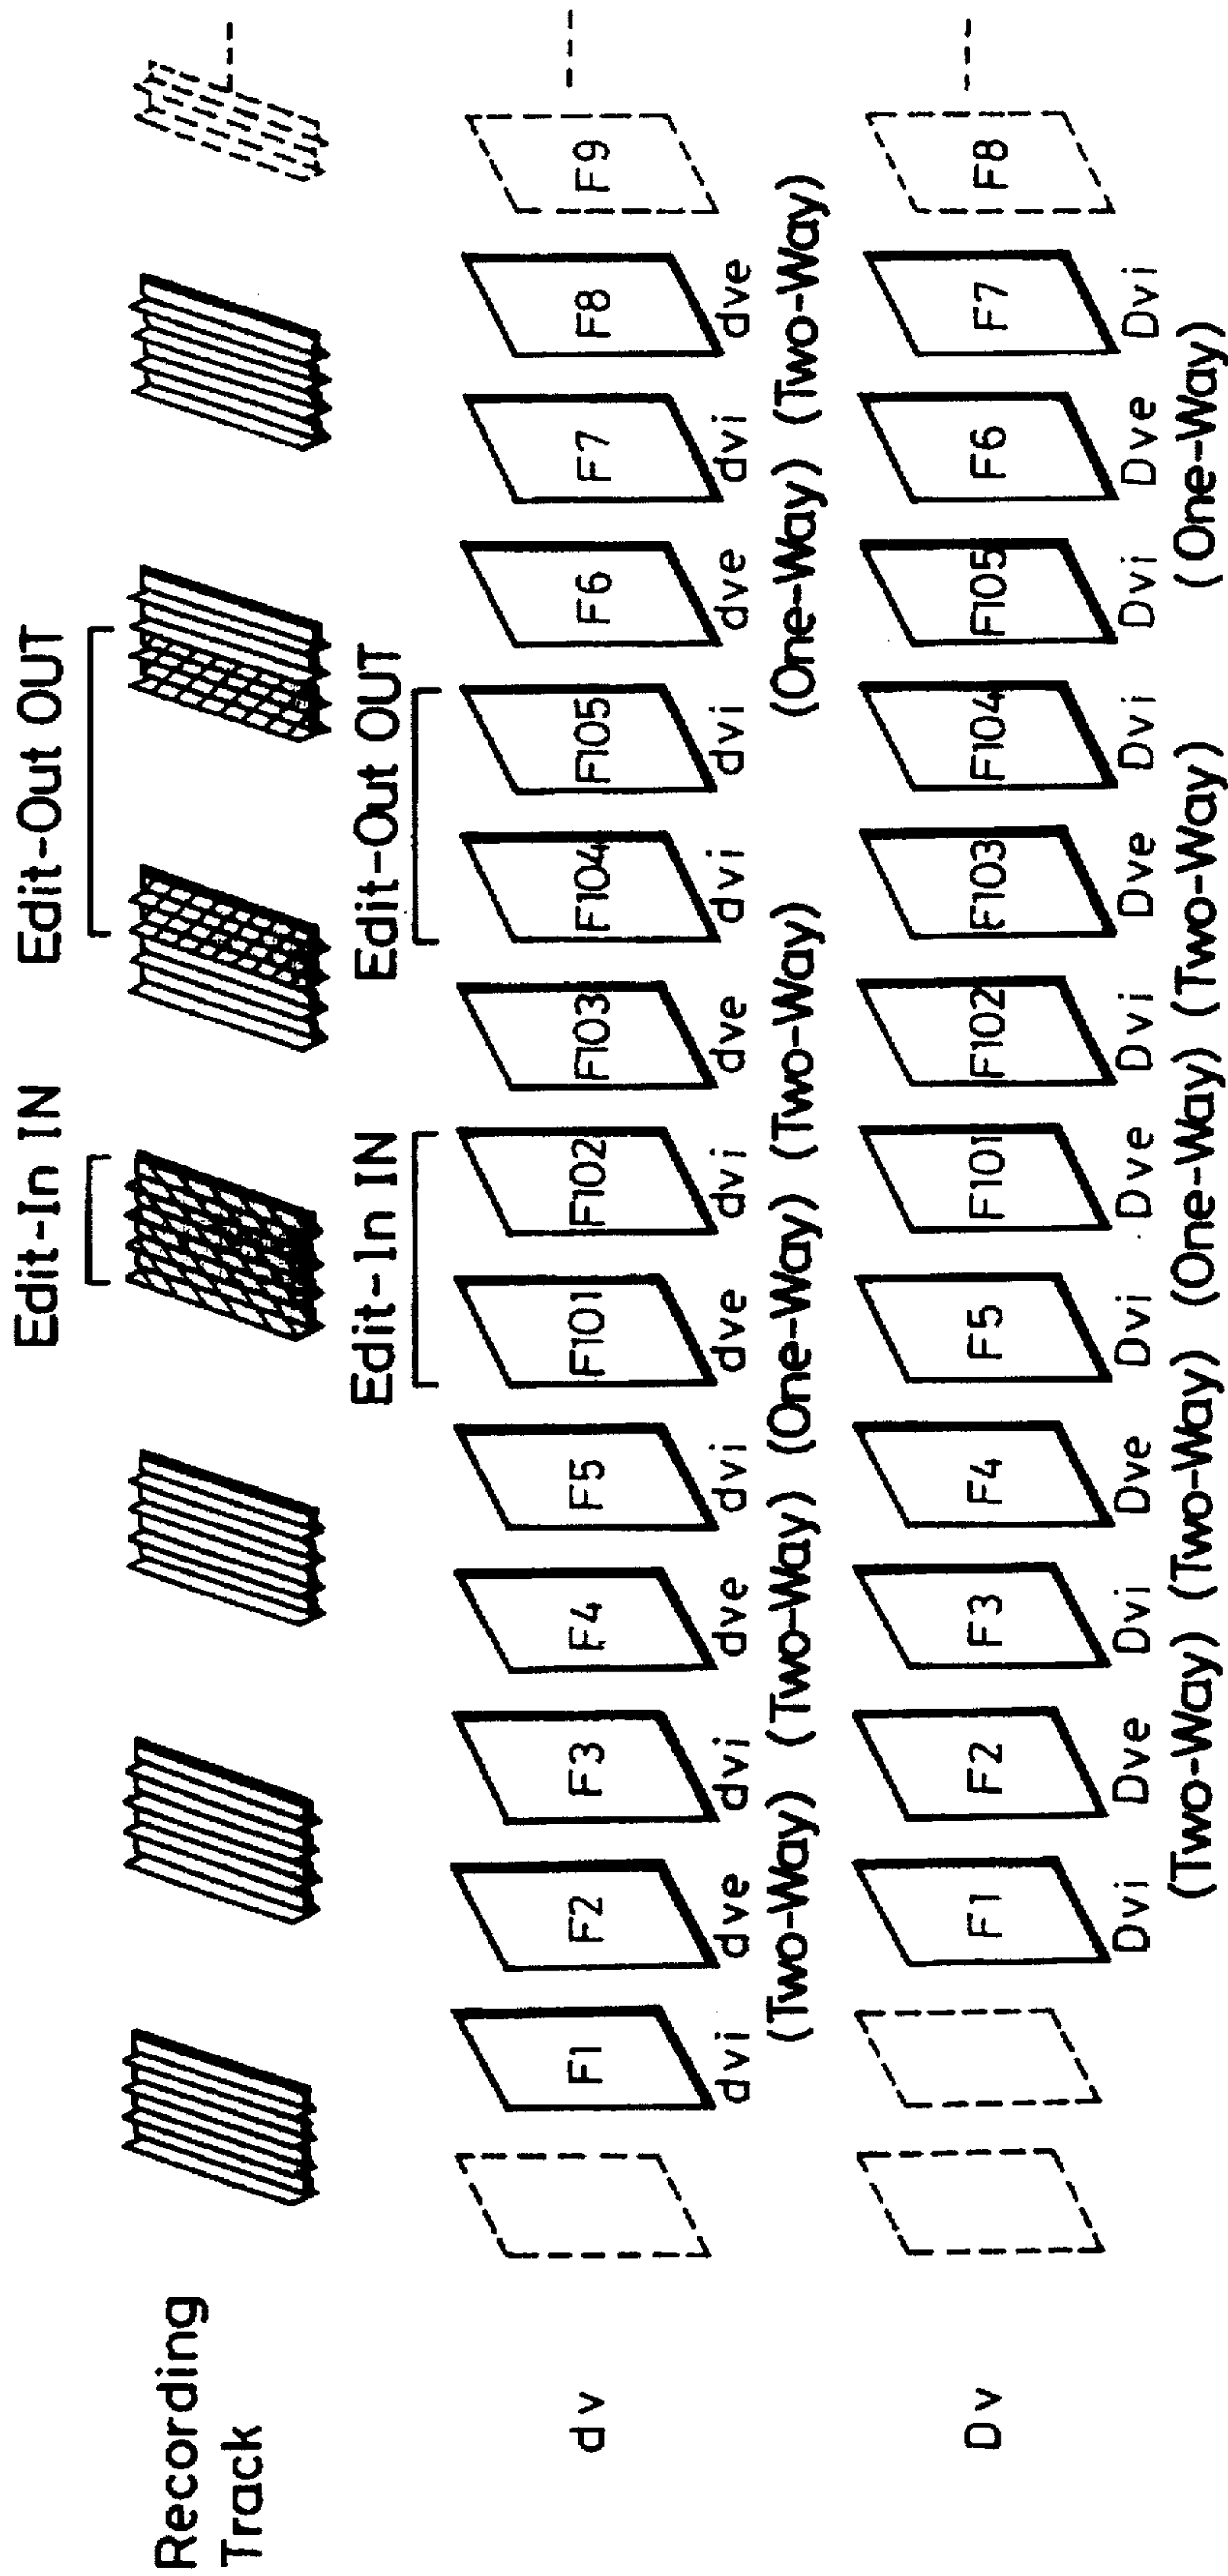 Edit-In IN Edit-Out OUT
Recording
Track
Edit-In IN Edit-Out OUT
dv F1 F2 F3 F4 F5 F101 F102 F103 F104 F105 F6 F7 F8 F9
dvi dve dvi dve dvi dve dvi dve dvi dvi dve dvi dve
(Two-Way) (Two-Way) (One-Way) (Two-Way) (One-Way) (Two-Way)
Dv F1 F2 F3 F4 F5 F101 F102 F103 F104 F105 F6 F7 F8
Dvi Dve Dvi Dve Dvi Dve Dvi Dve Dvi Dvi Dve Dvi
(Two-Way) (Two-Way) (One-Way) (Two-Way) (One-Way)